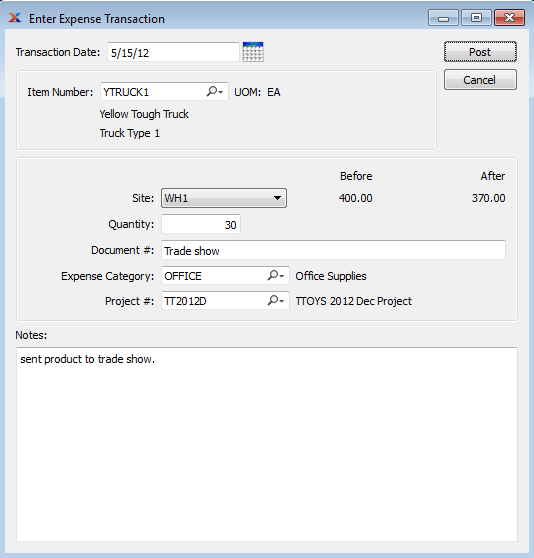 Enter Expense Transaction
Transaction Date: 5/15/12
Post
Cancel
Item Number: YTRUCK1 UOM: EA
Yellow Tough Truck
Truck Type 1
Before After
Site: WH1 400.00 370.00
Quantity: 30
Document #: Trade show
Expense Category: OFFICE Office Supplies
Project #: TT2012D TTOYS 2012 Dec Project
Notes:
sent product to trade show.